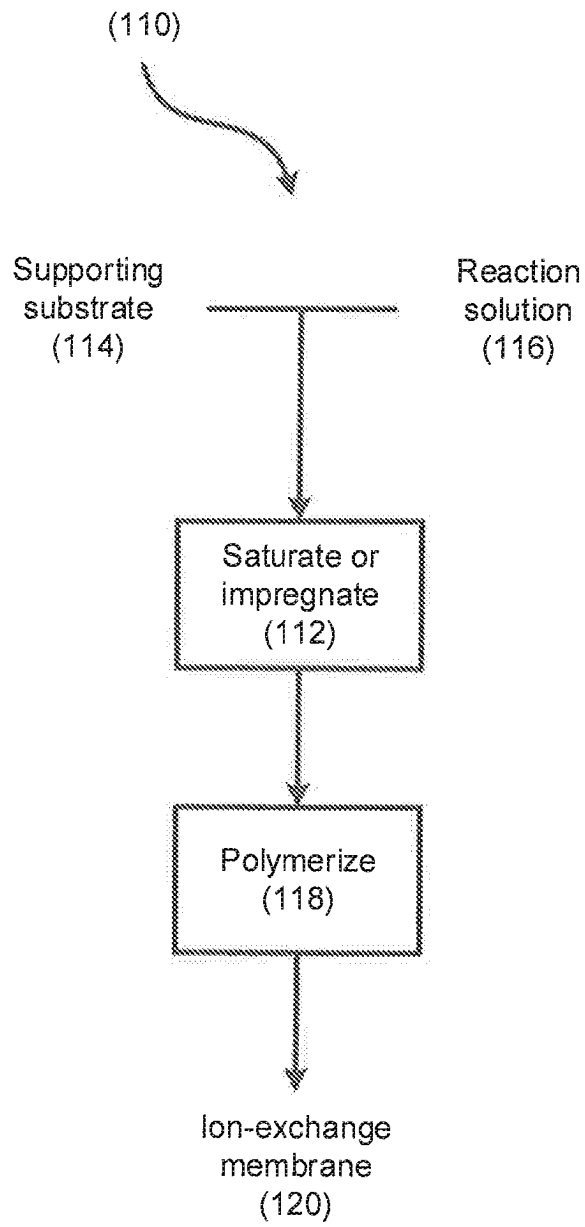 (110)
Supporting
substrate
(114)
Reaction
solution
(116)
Saturate or
impregnate
(112)
Polymerize
(118)
Ion-exchange
membrane
(120)